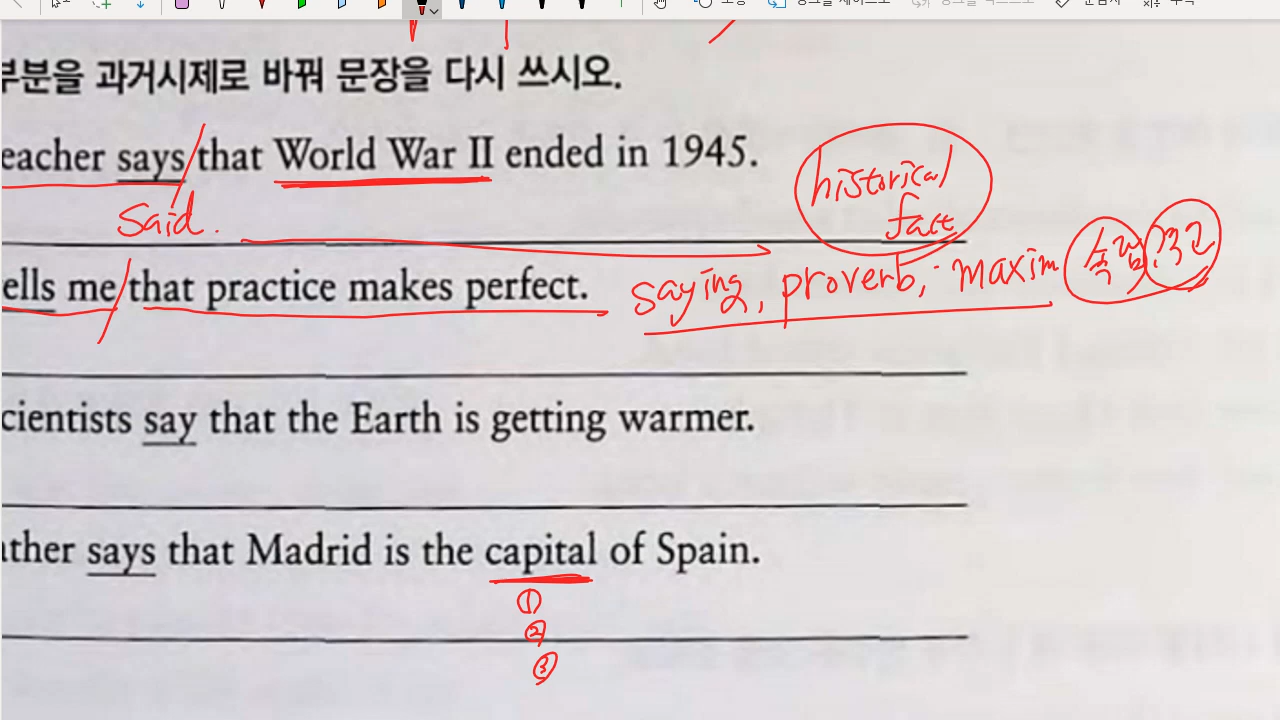 부분을 과거시제로 바꿔 문장을 다시 쓰시오.
eacher says that World War II ended in 1945.
historical
fact
said.
ells me that practice makes perfect.
saying, proverb, maxim 속담
cientists say that the Earth is getting warmer.
ather says that Madrid is the capital of Spain.
①
②
③